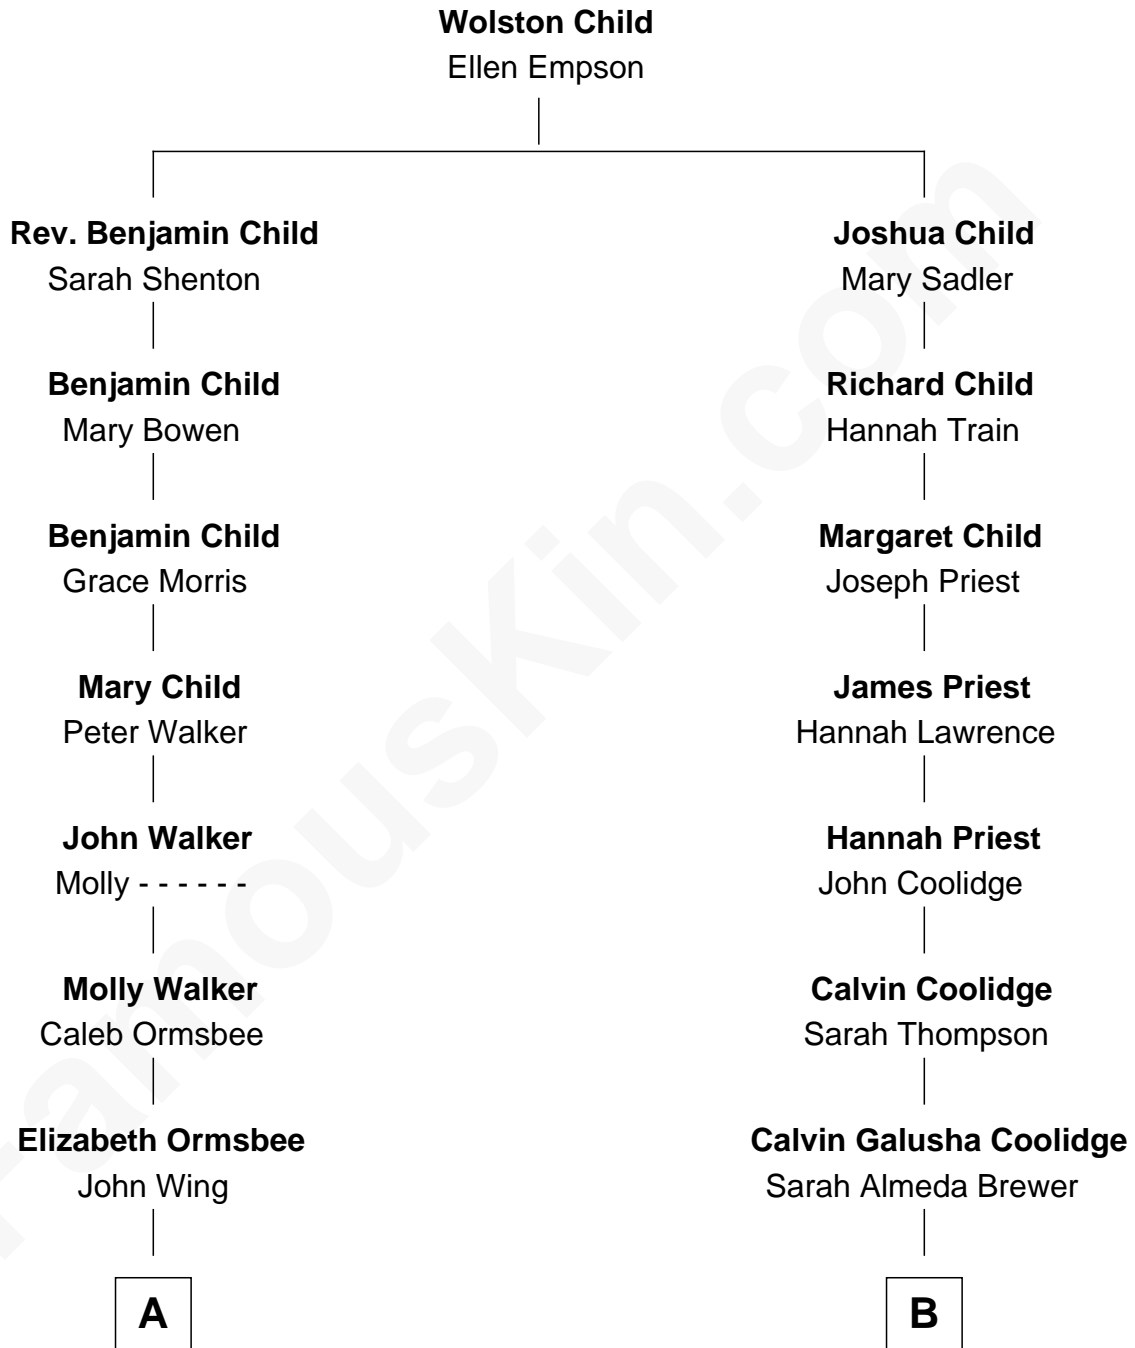 Wolston Child
Ellen Empson
Rev. Benjamin Child
Sarah Shenton
Joshua Child
Mary Sadler
Benjamin Child
Mary Bowen
Richard Child
Hannah Train
Benjamin Child
Grace Morris
Margaret Child
Joseph Priest
Mary Child
Peter Walker
James Priest
Hannah Lawrence
John Walker
Molly - - - - - -
Hannah Priest
John Coolidge
Molly Walker
Caleb Ormsbee
Calvin Coolidge
Sarah Thompson
Elizabeth Ormsbee
John Wing
Calvin Galusha Coolidge
Sarah Almeda Brewer
A
B
FamousKin.com